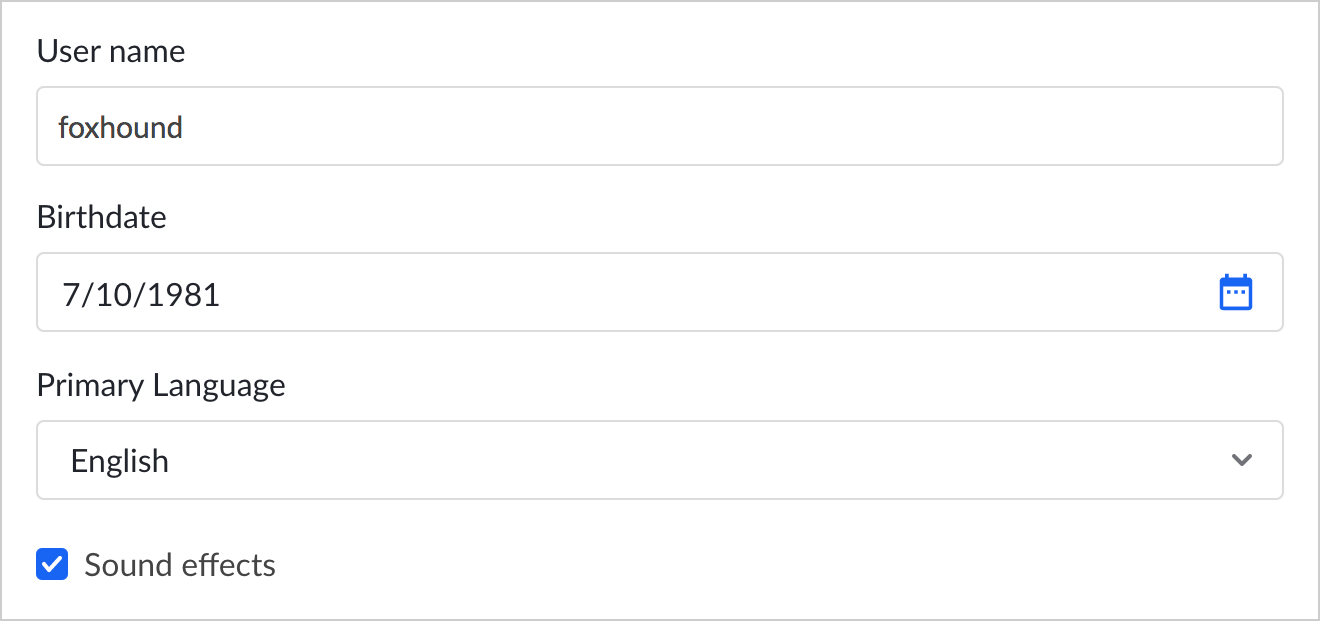 User name
foxhound
Birthdate
7/10/1981
Primary Language
English
Sound effects